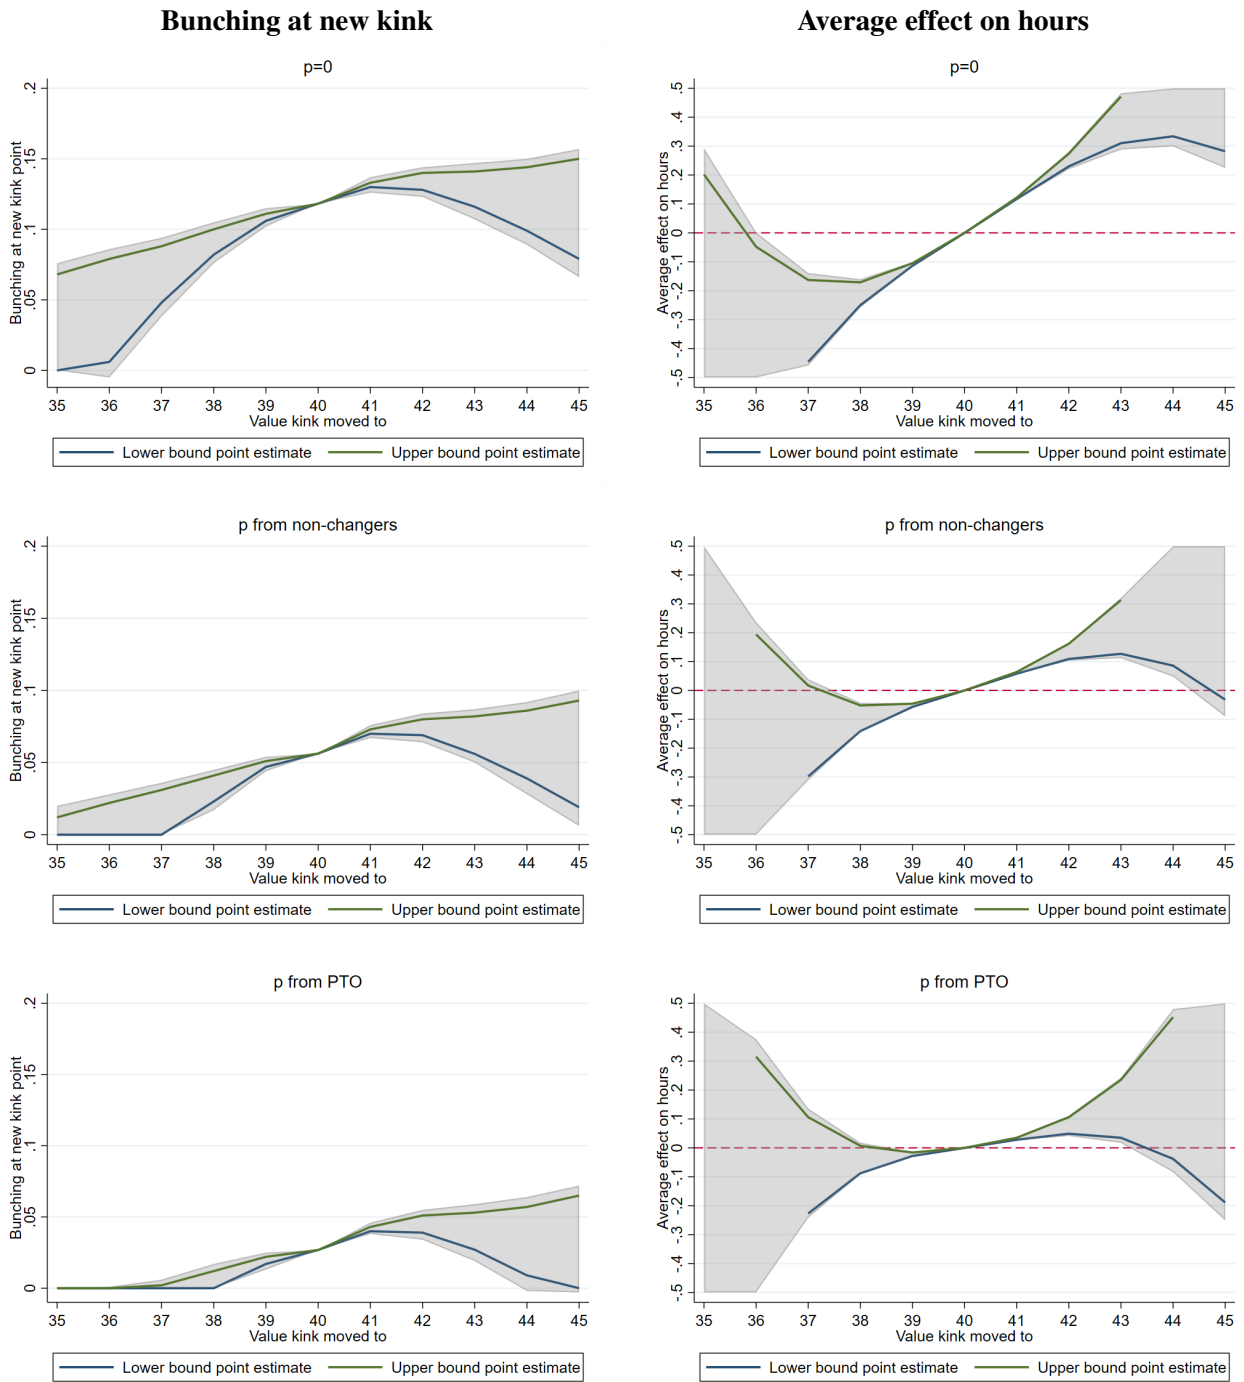 Bunching at new kink
Average effect on hours
p=0
Bunching at new kink point
.2
.15
.1
.05
0
35 36 37 38 39 40 41 42 43 44 45
Value kink moved to
Lower bound point estimate Upper bound point estimate
p=0
Average effect on hours
.5
.4
.3
.2
.1
0
-.1
-.2
-.3
-.4
-.5
35 36 37 38 39 40 41 42 43 44 45
Value kink moved to
Lower bound point estimate Upper bound point estimate
p from non-changers
Bunching at new kink point
.2
.15
.1
.05
0
35 36 37 38 39 40 41 42 43 44 45
Value kink moved to
Lower bound point estimate Upper bound point estimate
p from non-changers
Average effect on hours
.5
.4
.3
.2
.1
0
-.1
-.2
-.3
-.4
-.5
35 36 37 38 39 40 41 42 43 44 45
Value kink moved to
Lower bound point estimate Upper bound point estimate
p from PTO
Bunching at new kink point
.2
.15
.1
.05
0
35 36 37 38 39 40 41 42 43 44 45
Value kink moved to
Lower bound point estimate Upper bound point estimate
p from PTO
Average effect on hours
.5
.4
.3
.2
.1
0
-.1
-.2
-.3
-.4
-.5
35 36 37 38 39 40 41 42 43 44 45
Value kink moved to
Lower bound point estimate Upper bound point estimate